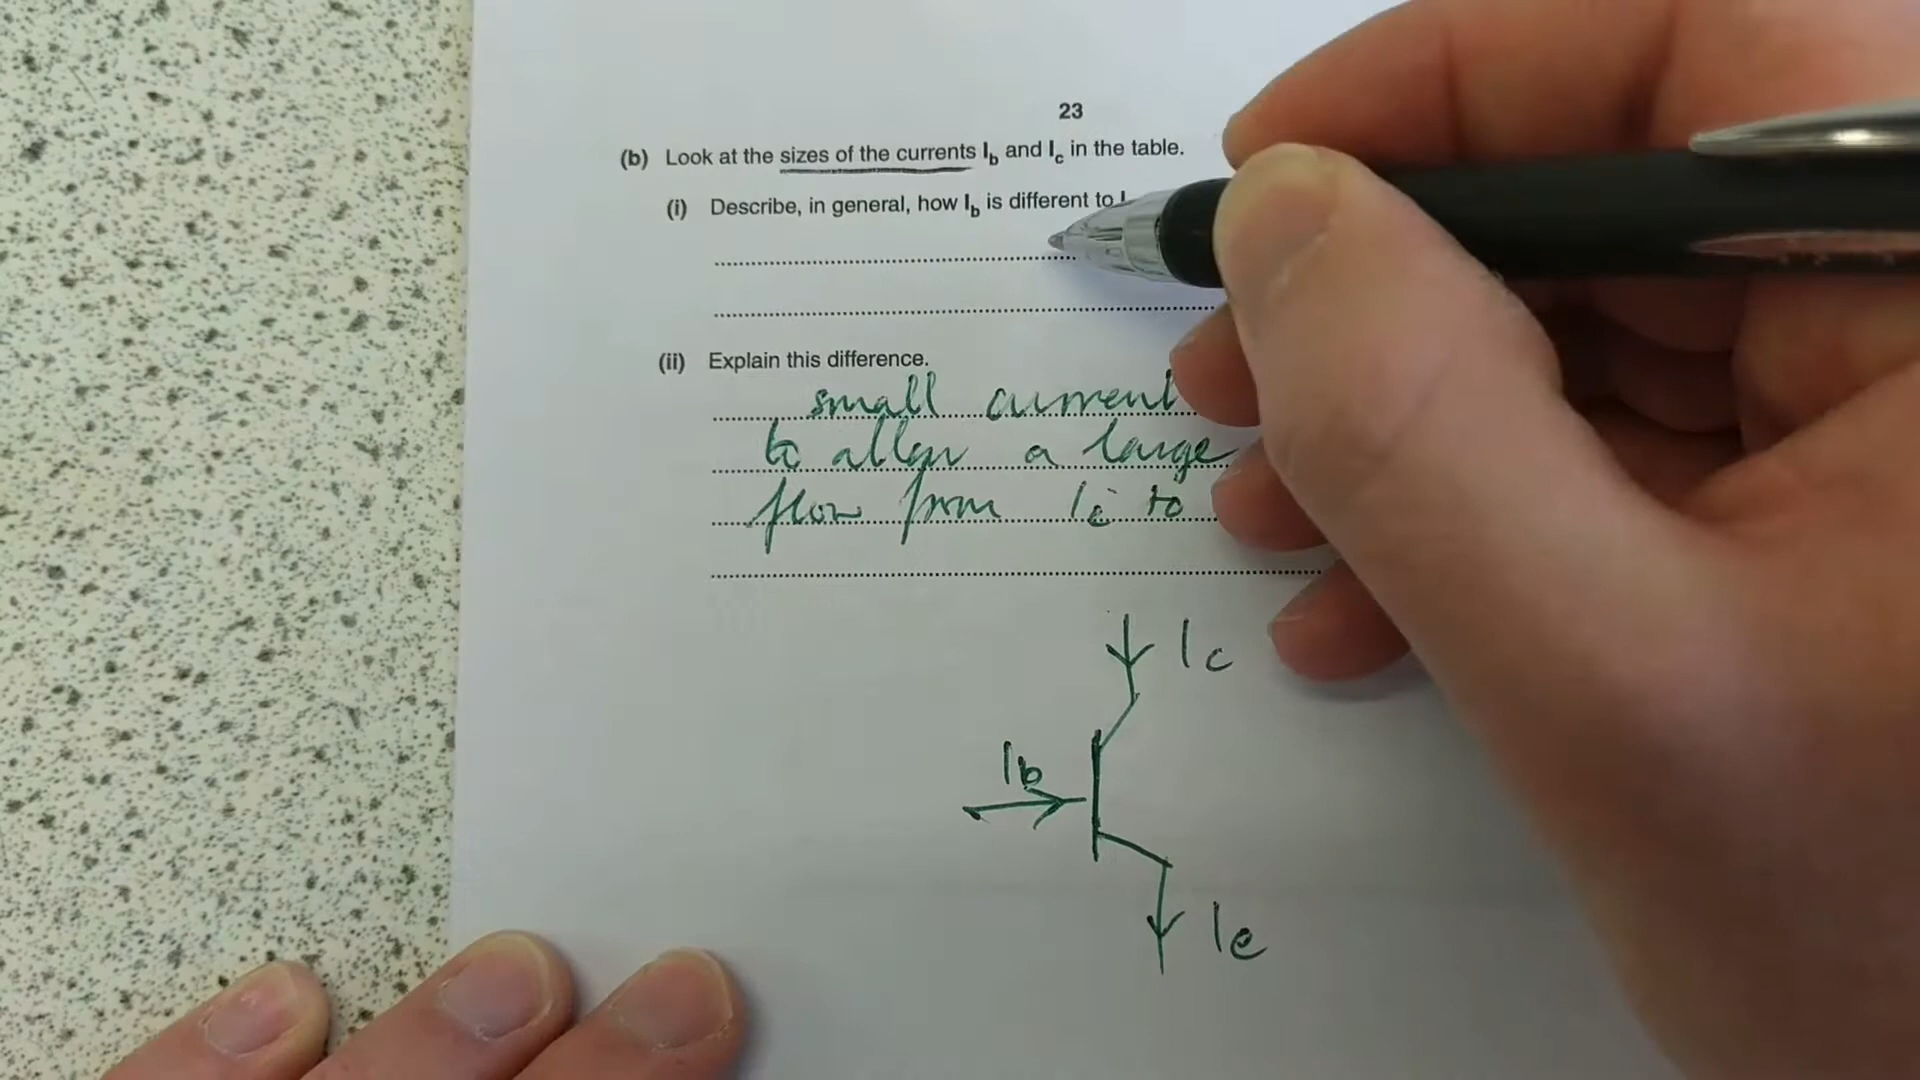 23
(b) Look at the sizes of the currents Ib and Ic in the table.
(i) Describe, in general, how Ib is different to
(ii) Explain this difference.
small current
to allow a large
flow from Ic to
Ic
Ib
Ie